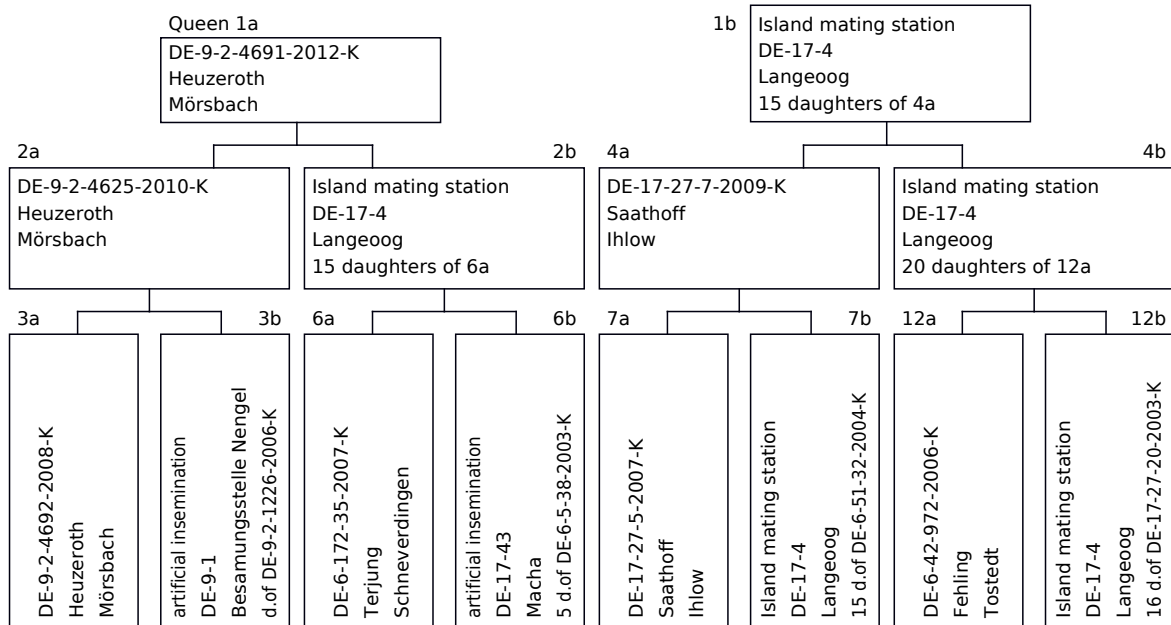 Queen 1a
DE-9-2-4691-2012-K
Heuzeroth
Mörsbach
1b
Island mating station
DE-17-4
Langeoog
15 daughters of 4a
2a
DE-9-2-4625-2010-K
Heuzeroth
Mörsbach
2b
Island mating station
DE-17-4
Langeoog
15 daughters of 6a
4a
DE-17-27-7-2009-K
Saathoff
Ihlow
4b
Island mating station
DE-17-4
Langeoog
20 daughters of 12a
3a
DE-9-2-4692-2008-K
Heuzeroth
Mörsbach
3b
artificial insemination
DE-9-1
Besamungsstelle Nengel
d.of DE-9-2-1226-2006-K
6a
DE-6-172-35-2007-K
Terjung
Schneverdingen
6b
artificial insemination
DE-17-43
Macha
5 d.of DE-6-5-38-2003-K
7a
DE-17-27-5-2007-K
Saathoff
Ihlow
7b
Island mating station
DE-17-4
Langeoog
15 d.of DE-6-51-32-2004-K
12a
DE-6-42-972-2006-K
Fehling
Tostedt
12b
Island mating station
DE-17-4
Langeoog
16 d.of DE-17-27-20-2003-K